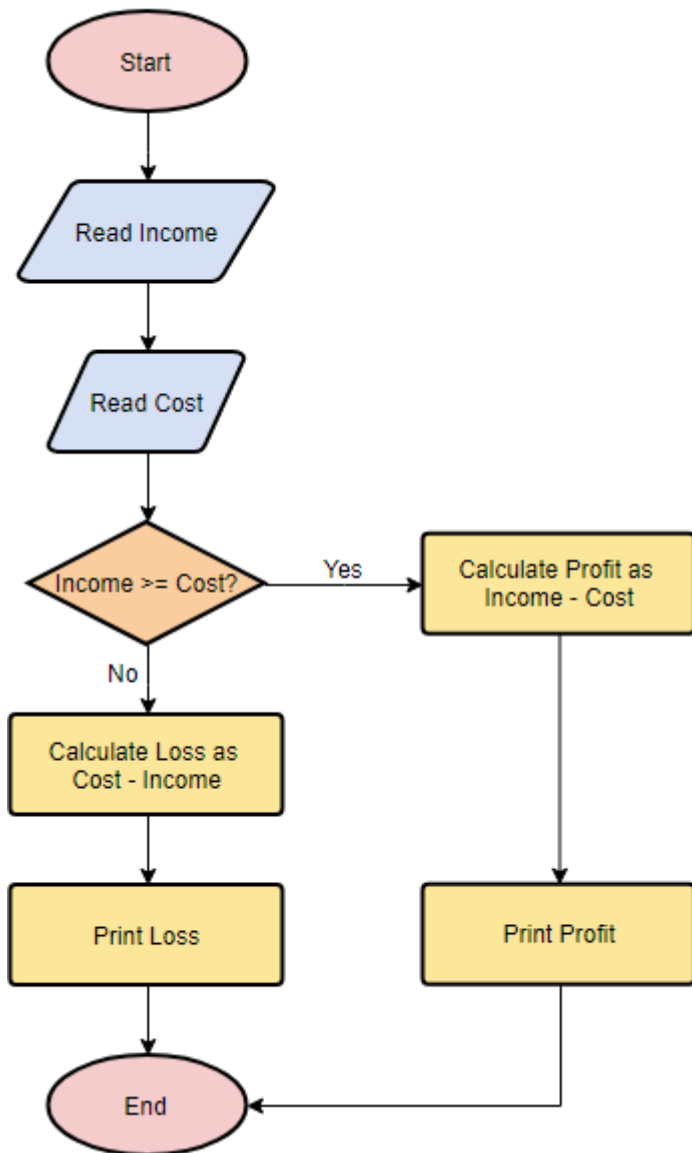 Start
Read Income
Read Cost
Income >= Cost?
Yes
Calculate Profit as
Income - Cost
No
Calculate Loss as
Cost - Income
Print Loss
Print Profit
End